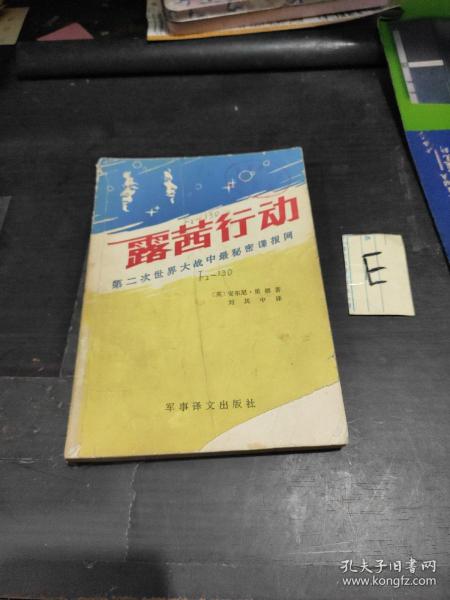 露茜行动
第二次世界大战中最秘密谍报网
I2-130
〔英〕安东尼·里德 著
刘其中 译
军事译文出版社
E
孔夫子旧书网
www.kongfz.com